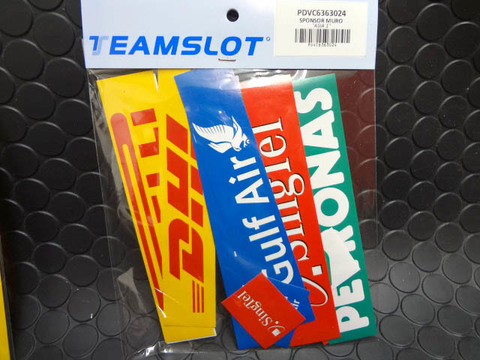 TEAMSLOT
PDVC6363024
SPONSOR MURO
DHL
Gulf Air
SingTel
PETRONAS
SingTel